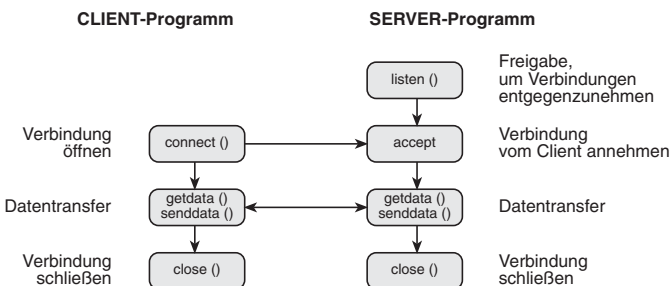 CLIENT-Programm
SERVER-Programm
listen ()
Freigabe,
um Verbindungen
entgegenzunehmen
Verbindung
öffnen
connect ()
accept
Verbindung
vom Client annehmen
Datentransfer
getdata ()
senddata ()
getdata ()
senddata ()
Datentransfer
Verbindung
schließen
close ()
close ()
Verbindung
schließen